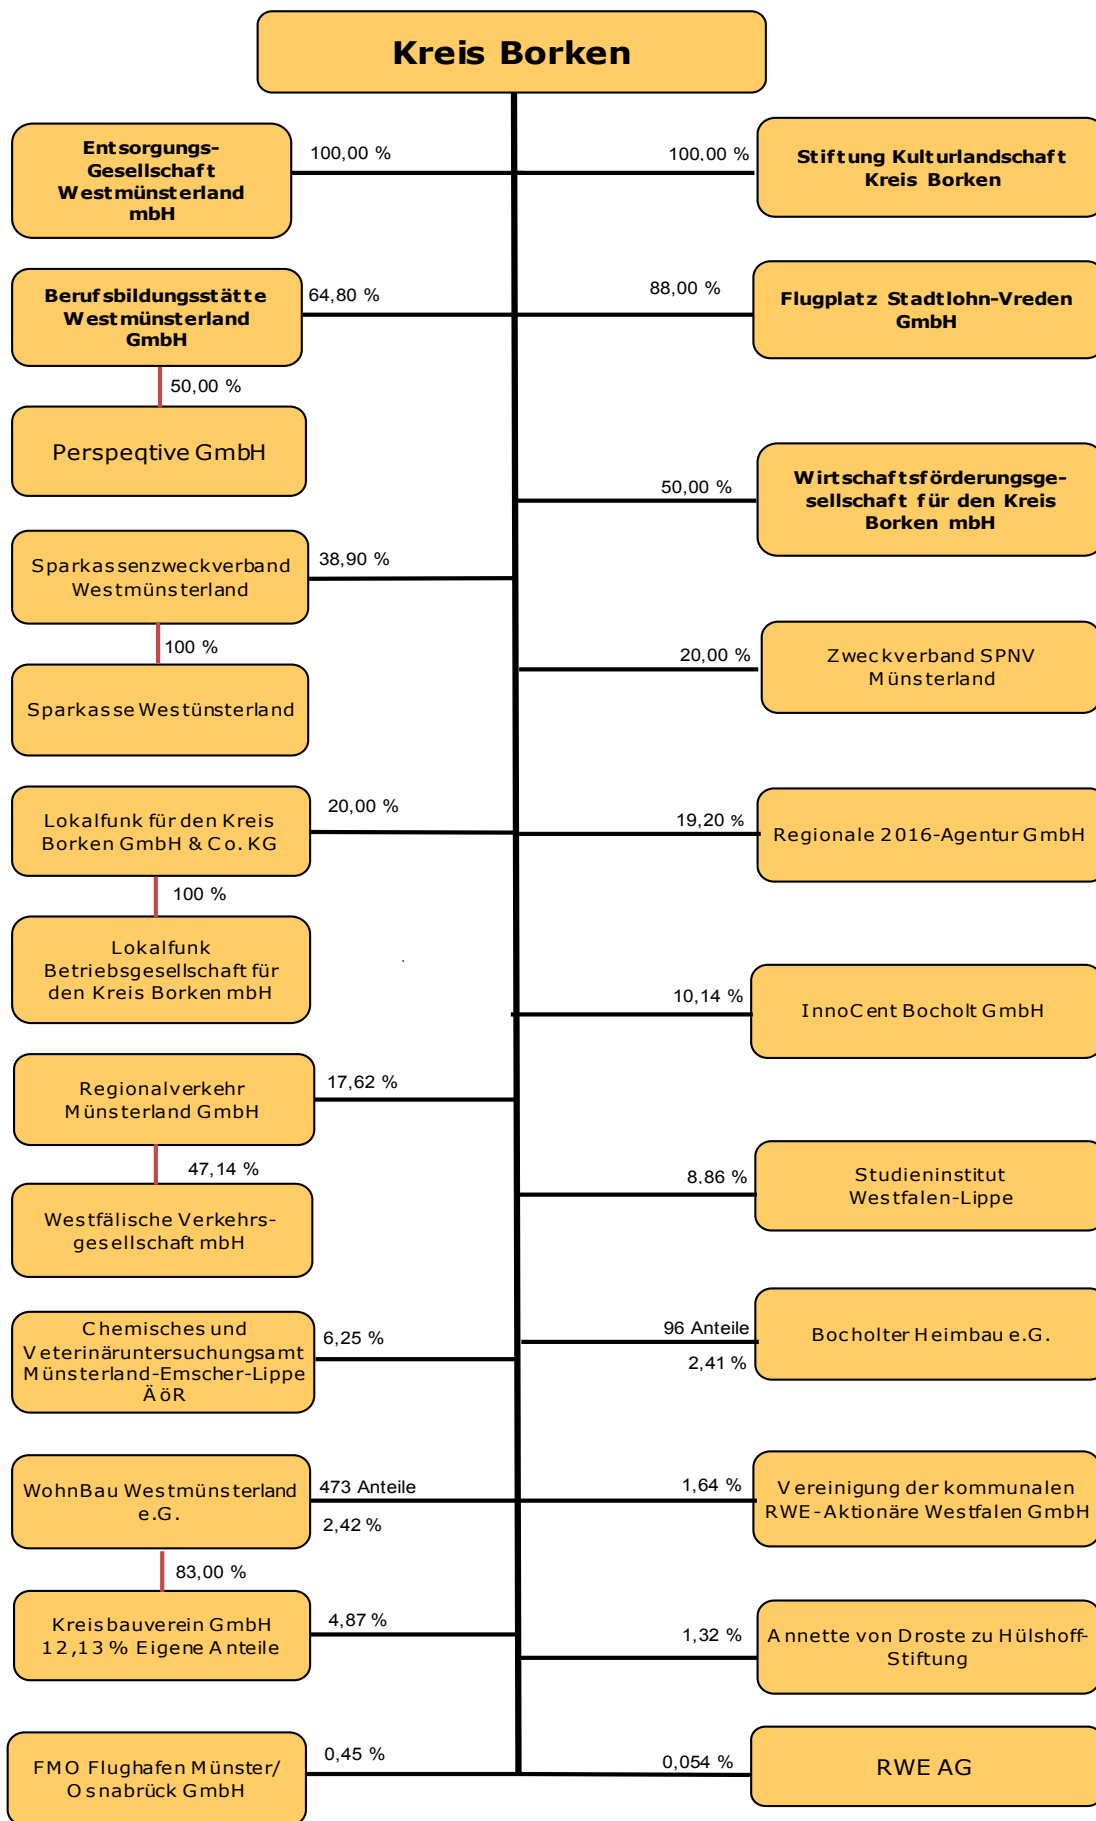 Kreis Borken
Entsorgungs-
Gesellschaft
Westmünsterland
mbH
100,00 %
100,00 %
Stiftung Kulturlandschaft
Kreis Borken
Berufsbildungsstätte
Westmünsterland
GmbH
64,80 %
88,00 %
Flugplatz Stadtlohn-Vreden
GmbH
50,00 %
Perspeqtive GmbH
50,00 %
Wirtschaftsförderungsge-
sellschaft für den Kreis
Borken mbH
Sparkassenzweckverband
Westmünsterland
38,90 %
100 %
Sparkasse Westünsterland
20,00 %
Zweckverband SPNV
Münsterland
Lokalfunk für den Kreis
Borken GmbH & Co. KG
20,00 %
19,20 %
Regionale 2016-Agentur GmbH
100 %
Lokalfunk
Betriebsgesellschaft für
den Kreis Borken mbH
10,14 %
InnoCent Bocholt GmbH
Regionalverkehr
Münsterland GmbH
17,62 %
47,14 %
Westfälische Verkehrs-
gesellschaft mbH
8,86 %
Studieninstitut
Westfalen-Lippe
Chemisches und
Veterinäruntersuchungsamt
Münsterland-Emscher-Lippe
ÄöR
6,25 %
96 Anteile
2,41 %
Bocholter Heimbau e.G.
WohnBau Westmünsterland
e.G.
473 Anteile
2,42 %
1,64 %
Vereinigung der kommunalen
RWE-Aktionäre Westfalen GmbH
83,00 %
Kreisbauverein GmbH
12,13 % Eigene Anteile
4,87 %
1,32 %
Annette von Droste zu Hülshoff-
Stiftung
FMO Flughafen Münster/
Osnabrück GmbH
0,45 %
0,054 %
RWE AG